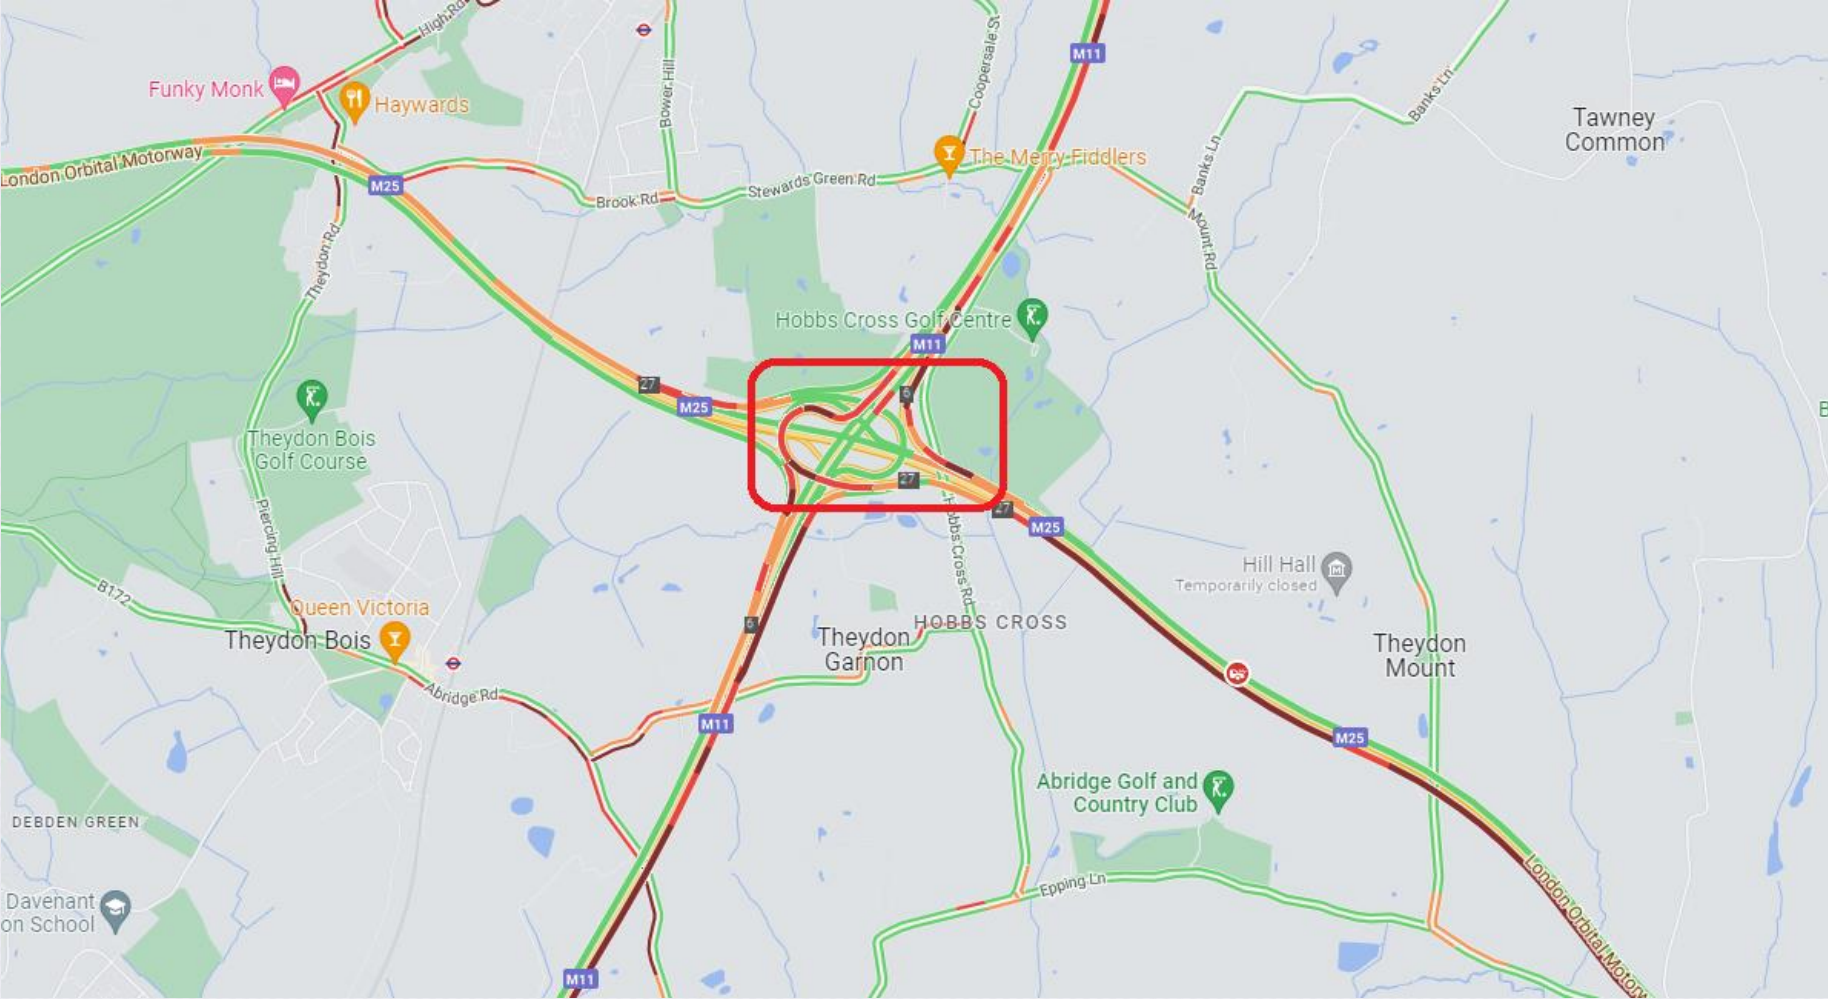 High Rd
M11
Funky Monk
Haywards
Bower Hill
Coopersale St
Banks Ln
Tawney
Common
London Orbital Motorway
The Merry Fiddlers
Banks Ln
M25
Stewards Green Rd
Brook Rd
Mount Rd
Theydon Rd
Hobbs Cross Golf Centre
M11
27
6
M25
Theydon Bois
Golf Course
27
27
M25
Piercing Hill
Hobbs Cross Rd
Hill Hall
Temporarily closed
B172
Queen Victoria
Theydon Bois
6
HOBBS CROSS
Theydon
Garnon
Theydon
Mount
Abridge Rd
M11
M25
Abridge Golf and
Country Club
DEBDEN GREEN
Epping Ln
London Orbital Motorw
Davenant
on School
M11
B